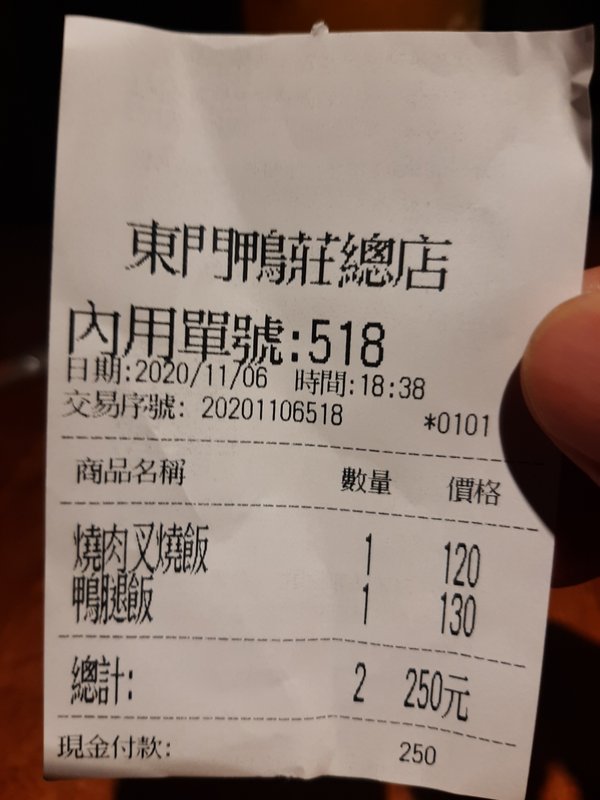 東門鴨莊總店
內用單號:518
日期:2020/11/06 時間:18:38
交易序號: 20201106518 *0101
商品名稱 數量 價格
燒肉叉燒飯 1 120
鴨腿飯 1 130
總計: 2 250元
現金付款: 250